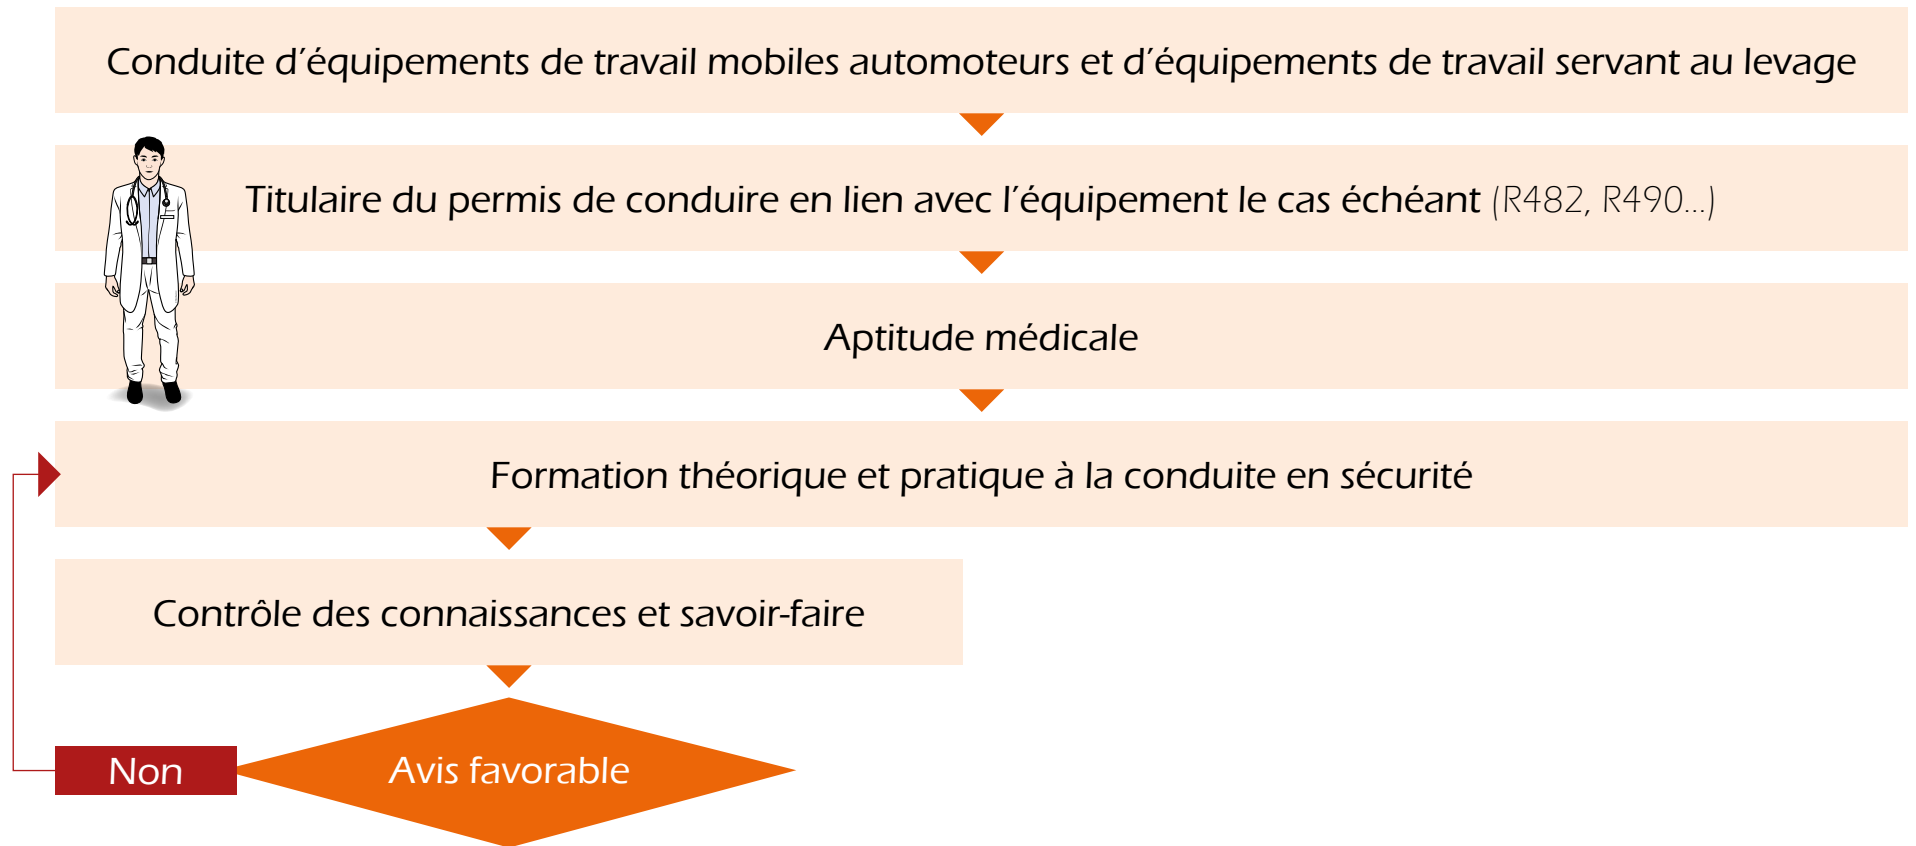 Conduite d’équipements de travail mobiles automoteurs et d’équipements de travail servant au levage
Titulaire du permis de conduire en lien avec l’équipement le cas échéant (R482, R490...)
Aptitude médicale
Formation théorique et pratique à la conduite en sécurité
Contrôle des connaissances et savoir-faire
Non
Avis favorable